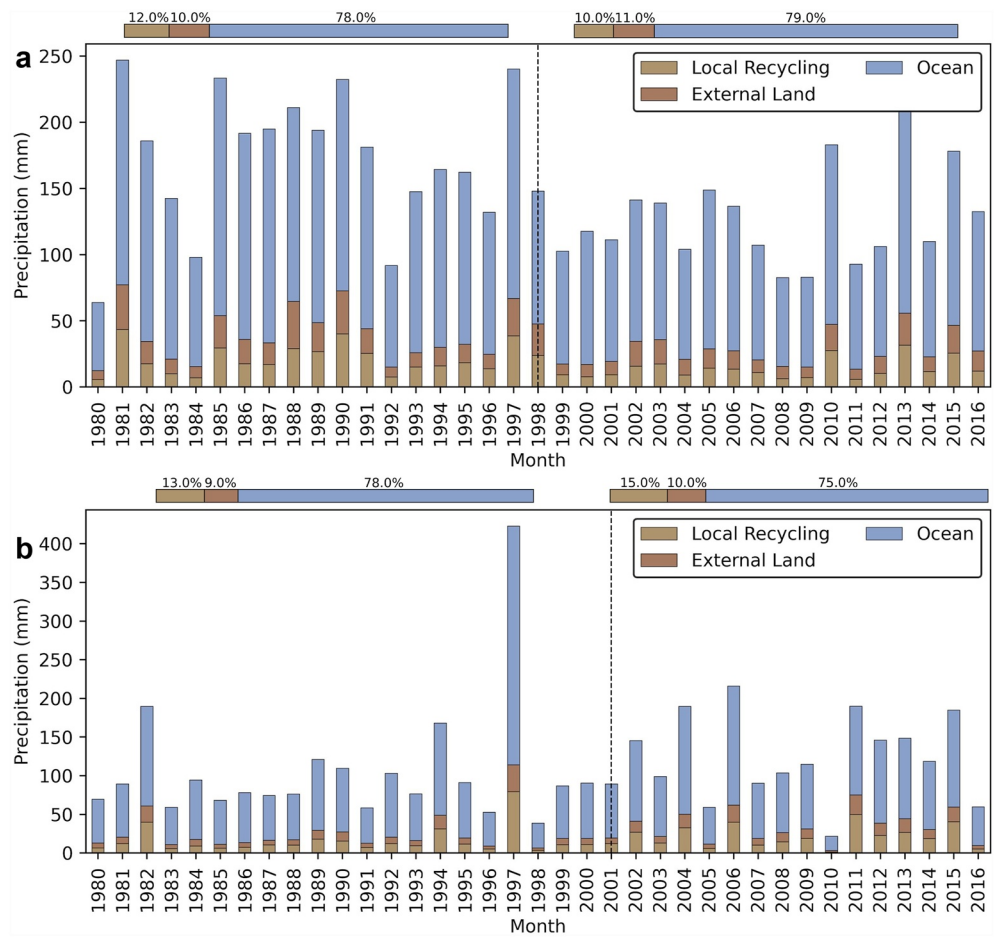 12.0% 10.0% 78.0% 10.0% 11.0% 79.0%
a
Local Recycling Ocean
External Land
250
200
150
100
50
0
Precipitation (mm)
1980 1981 1982 1983 1984 1985 1986 1987 1988 1989 1990 1991 1992 1993 1994 1995 1996 1997 1998 1999 2000 2001 2002 2003 2004 2005 2006 2007 2008 2009 2010 2011 2012 2013 2014 2015 2016
Month
13.0% 9.0% 78.0% 15.0% 10.0% 75.0%
b
Local Recycling Ocean
External Land
400
350
300
250
200
150
100
50
0
Precipitation (mm)
1980 1981 1982 1983 1984 1985 1986 1987 1988 1989 1990 1991 1992 1993 1994 1995 1996 1997 1998 1999 2000 2001 2002 2003 2004 2005 2006 2007 2008 2009 2010 2011 2012 2013 2014 2015 2016
Month